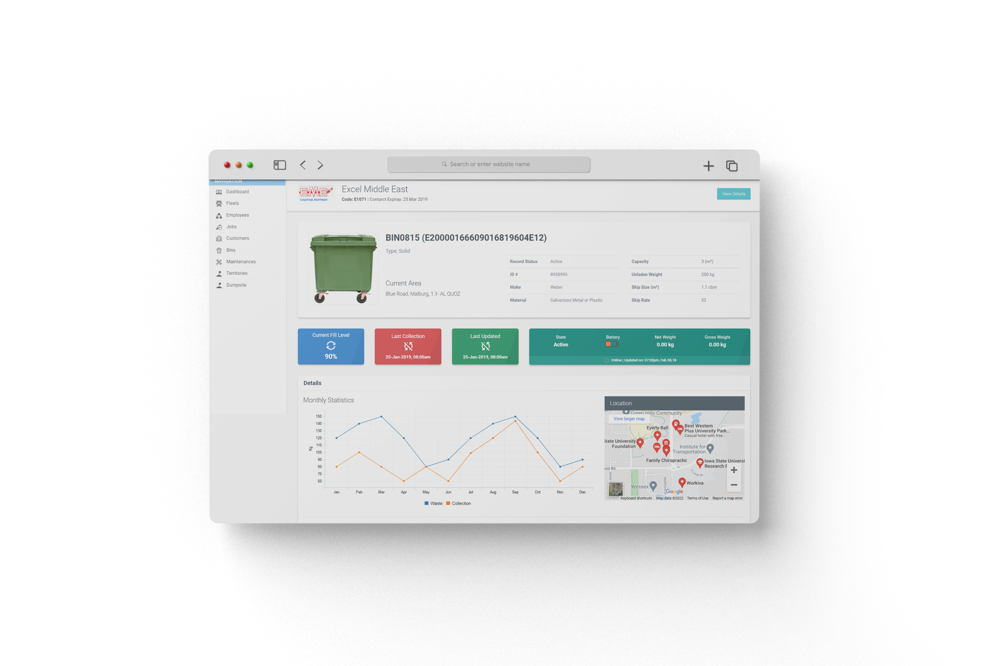 Search or enter website name
NAVIGATION
Dashboard
Fleets
Employees
Jobs
Customers
Bins
Maintenances
Territories
Dumpsite
EME
COATING PARTNER
Excel Middle East
Code: E1071 | Contarct Expiray: 25 Mar 2019
View Details
BIN0815 (E20000166609016819604E12)
Type: Solid
Current Area
Blue Road, Malburg, 1.1- AL QUOZ
Record Status Active
ID # 8958995
Make Weber
Material Galvanized Metal or Plastic
Capacity 3 (m³)
Unladen Weight 200 kg
Skip Size (m³) 1.1 cbm
Skip Rate 52
Current Fill Level
90%
Last Collection
25-Jan-2019, 08:00am
Last Updated
25-Jan-2019, 08:00am
State Battery Net Weight Gross Weight
Active 0.00 kg 0.00 kg
Online | Updated on: 07:00pm, Feb 08,18
Details
Monthly Statistics
150
140
130
120
110
100
90
80
70
60
Kg
Jan Feb Mar Apr May Jun Jul Aug Sep Oct Nov Dec
Waste Collection
Location
Green Hills Community
View larger map
Eyerly Ball
Best Western
Plus University Park...
Casual hotel with free...
State University
Foundation
Institute for
Transportation
Family Chiropractic
Iowa State Universi
Research
ood Rd
White
S Loop Dr
Workiva
Wessex
Google
Keyboard shortcuts Map data ©2022 Terms of Use Report a map error